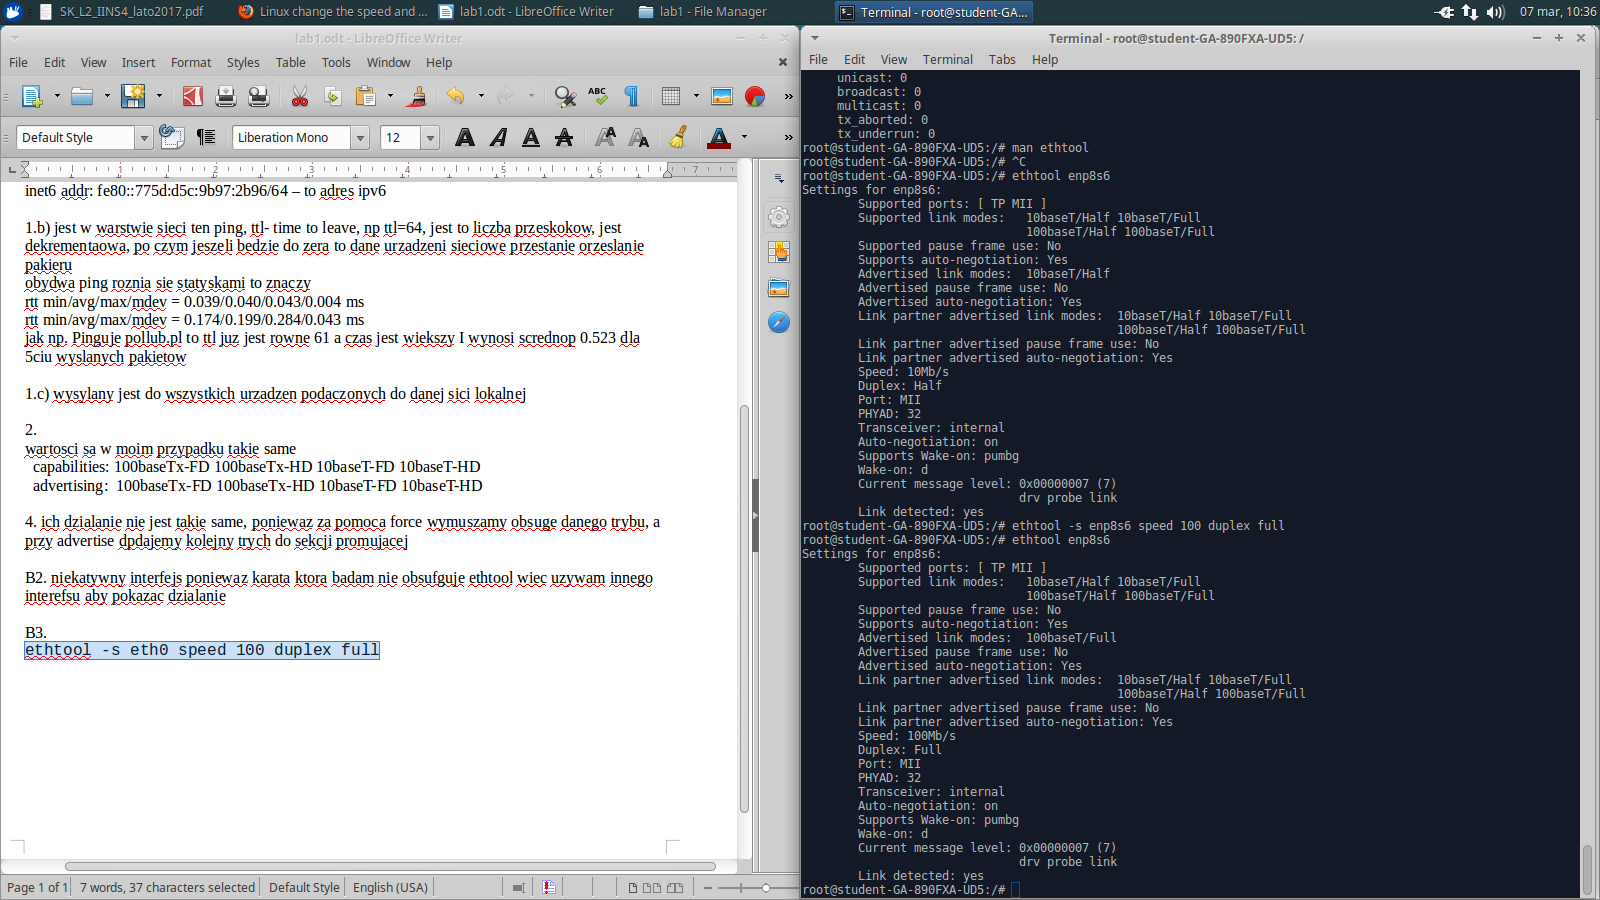 SK_L2_IINS4_lato2017.pdf
Linux change the speed and ...
lab1.odt - LibreOffice Writer
lab1 - File Manager
Terminal - root@student-GA...
07 mar, 10:36
lab1.odt - LibreOffice Writer
File Edit View Insert Format Styles Table Tools Window Help
Default Style
Liberation Mono
12
1 2 3 4 5 6 7
inet6 addr: fe80::775d:d5c:9b97:2b96/64 – to adres ipv6
1.b) jest w warstwie sieci ten ping, ttl- time to leave, np ttl=64, jest to liczba przeskokow, jest
dekrementaowa, po czym jeszeli bedzie do zera to dane urzadzeni sieciowe przestanie orzeslanie
pakieru
obydwa ping roznia sie statyskami to znaczy
rtt min/avg/max/mdev = 0.039/0.040/0.043/0.004 ms
rtt min/avg/max/mdev = 0.174/0.199/0.284/0.043 ms
jak np. Pinguje pollub.pl to ttl juz jest rowne 61 a czas jest wiekszy I wynosi screndnop 0.523 dla
5ciu wyslanych pakietow
1.c) wysylany jest do wszystkich urzadzen podaczonych do danej sici lokalnej
2.
wartosci sa w moim przypadku takie same
capabilities: 100baseTx-FD 100baseTx-HD 10baseT-FD 10baseT-HD
advertising: 100baseTx-FD 100baseTx-HD 10baseT-FD 10baseT-HD
4. ich dzialanie nie jest takie same, poniewaz za pomoca force wymuszamy obsuge danego trybu, a
przy advertise dpdajemy kolejny trych do sekcji promujacej
B2. niekatywny interfejs poniewaz karata ktora badam nie obsufguje ethtool wiec uzywam innego
interefsu aby pokazac dzialanie
B3.
ethtool -s eth0 speed 100 duplex full
Page 1 of 1
7 words, 37 characters selected
Default Style
English (USA)
Terminal - root@student-GA-890FXA-UD5: /
File Edit View Terminal Tabs Help
unicast: 0
broadcast: 0
multicast: 0
tx_aborted: 0
tx_underrun: 0
root@student-GA-890FXA-UD5:/# man ethtool
root@student-GA-890FXA-UD5:/# ^C
root@student-GA-890FXA-UD5:/# ethtool enp8s6
Settings for enp8s6:
Supported ports: [ TP MII ]
Supported link modes: 10baseT/Half 10baseT/Full
100baseT/Half 100baseT/Full
Supported pause frame use: No
Supports auto-negotiation: Yes
Advertised link modes: 10baseT/Half
Advertised pause frame use: No
Advertised auto-negotiation: Yes
Link partner advertised link modes: 10baseT/Half 10baseT/Full
100baseT/Half 100baseT/Full
Link partner advertised pause frame use: No
Link partner advertised auto-negotiation: Yes
Speed: 10Mb/s
Duplex: Half
Port: MII
PHYAD: 32
Transceiver: internal
Auto-negotiation: on
Supports Wake-on: pumbg
Wake-on: d
Current message level: 0x00000007 (7)
drv probe link
Link detected: yes
root@student-GA-890FXA-UD5:/# ethtool -s enp8s6 speed 100 duplex full
root@student-GA-890FXA-UD5:/# ethtool enp8s6
Settings for enp8s6:
Supported ports: [ TP MII ]
Supported link modes: 10baseT/Half 10baseT/Full
100baseT/Half 100baseT/Full
Supported pause frame use: No
Supports auto-negotiation: Yes
Advertised link modes: 100baseT/Full
Advertised pause frame use: No
Advertised auto-negotiation: Yes
Link partner advertised link modes: 10baseT/Half 10baseT/Full
100baseT/Half 100baseT/Full
Link partner advertised pause frame use: No
Link partner advertised auto-negotiation: Yes
Speed: 100Mb/s
Duplex: Full
Port: MII
PHYAD: 32
Transceiver: internal
Auto-negotiation: on
Supports Wake-on: pumbg
Wake-on: d
Current message level: 0x00000007 (7)
drv probe link
Link detected: yes
root@student-GA-890FXA-UD5:/#